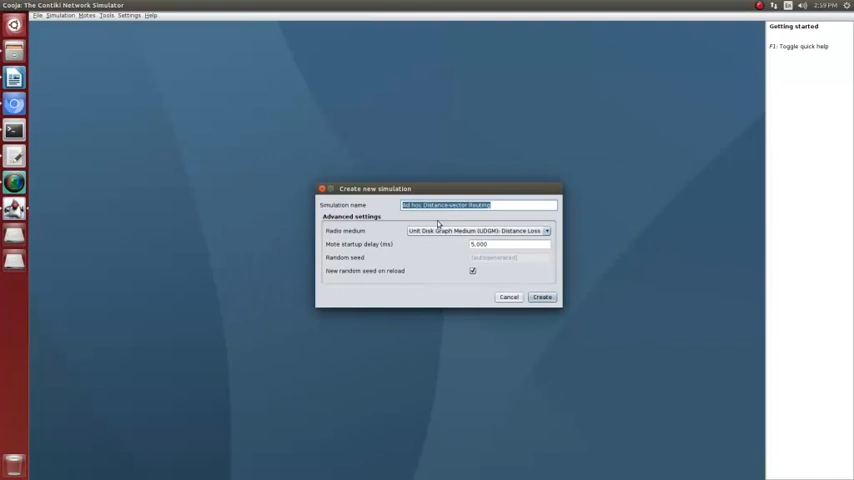 Cooja: The Contiki Network Simulator
En 2:19 PM
File Simulation Motes Tools Settings Help
Getting started
F1: Toggle quick help
Create new simulation
Simulation name Ad hoc Distance-vector Routing
Advanced settings
Radio medium Unit Disk Graph Medium (UDGM): Distance Loss
Mote startup delay (ms) 5,000
Random seed [autogenerated]
New random seed on reload
Cancel Create